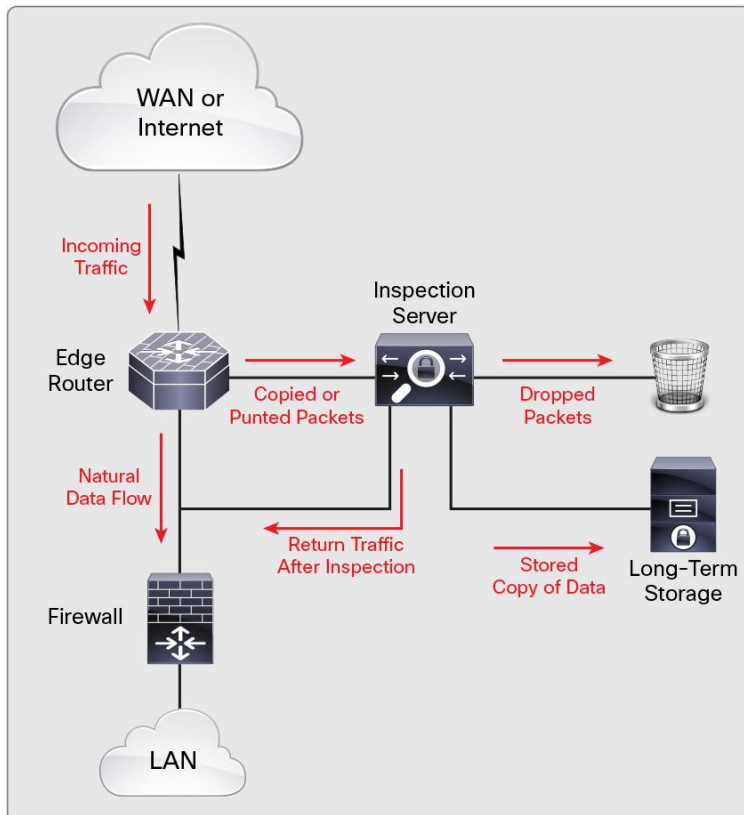 WAN or
Internet
Incoming
Traffic
Inspection
Server
Edge
Router
Copied or
Punted Packets
Dropped
Packets
Natural
Data Flow
Return Traffic
After Inspection
Stored
Copy of Data
Long-Term
Storage
Firewall
LAN